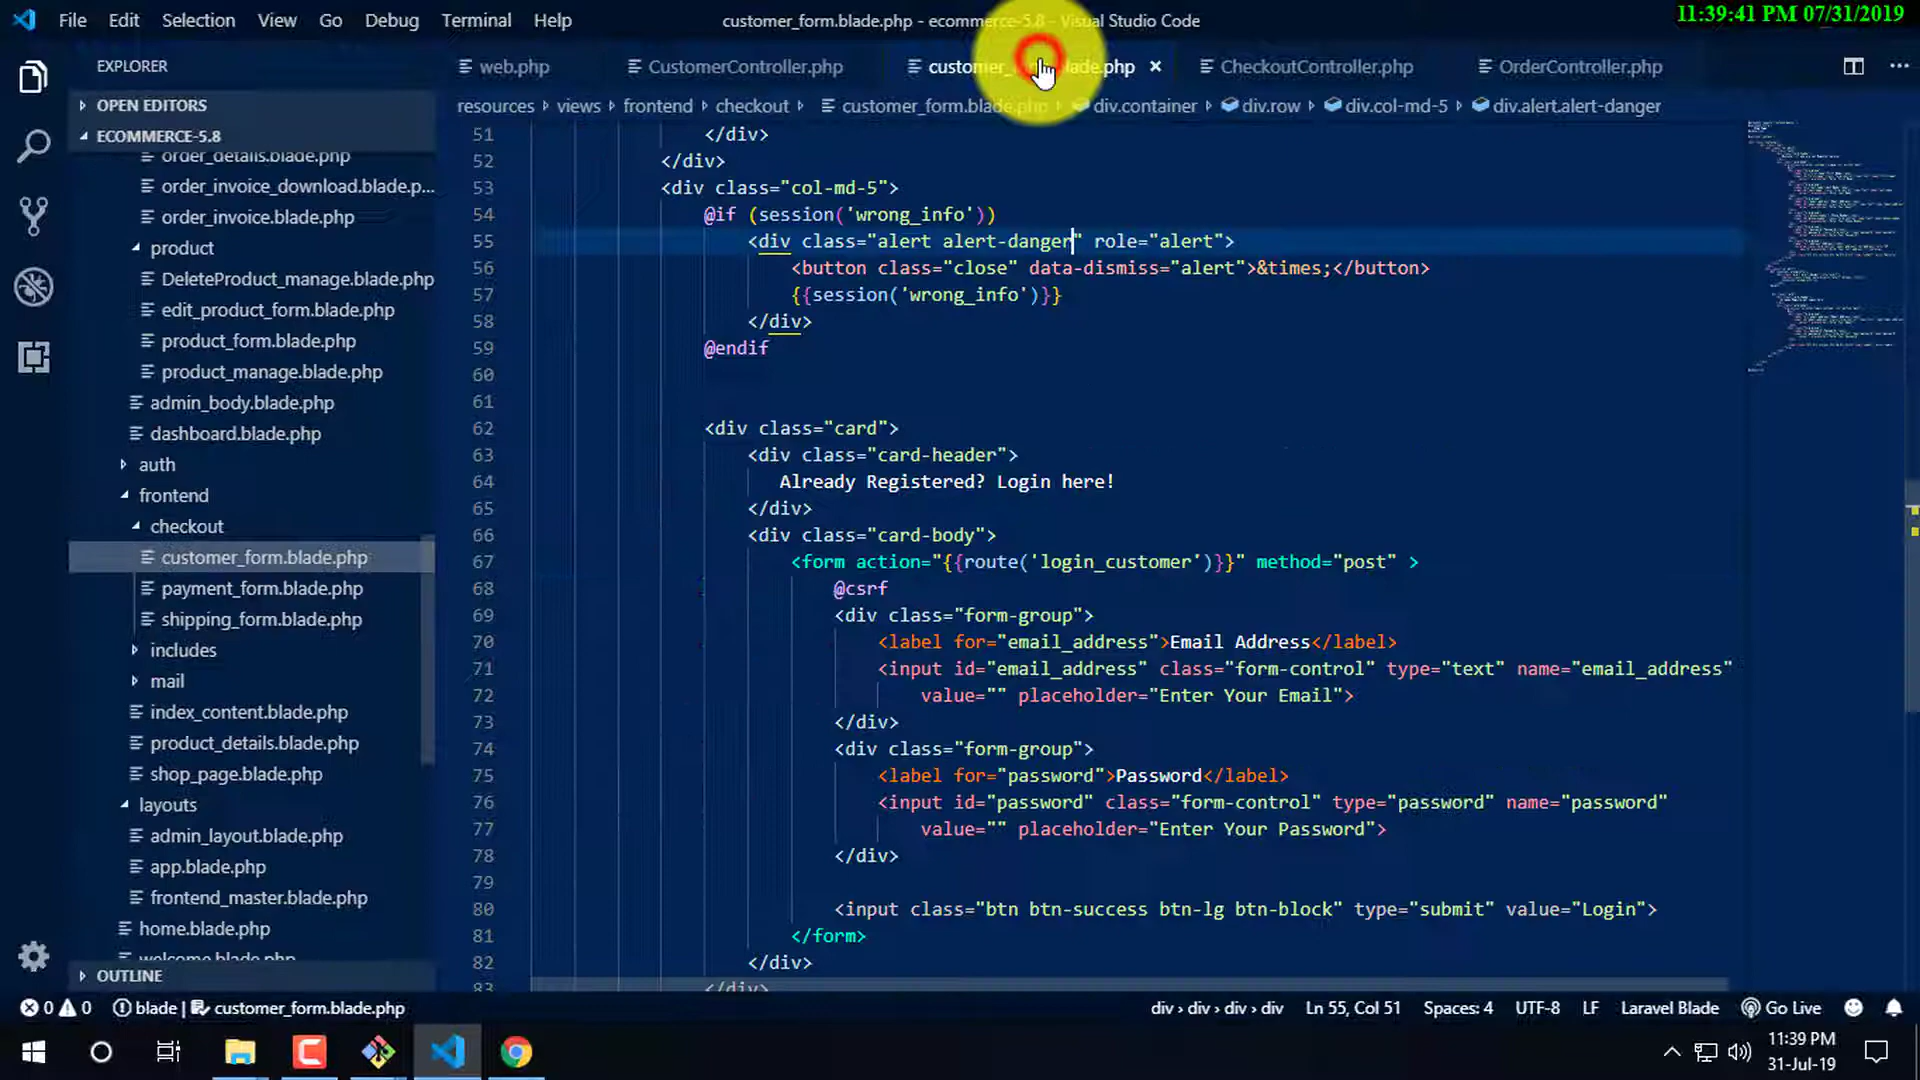 11:39:41 PM 07/31/2019
File Edit Selection View Go Debug Terminal Help
customer_form.blade.php - ecommerce-5.8 - Visual Studio Code
EXPLORER
web.php
CustomerController.php
customer_ blade.php
CheckoutController.php
OrderController.php
OPEN EDITORS
ECOMMERCE-5.8
order_details.blade.php
order_invoice_download.blade.p...
order_invoice.blade.php
product
DeleteProduct_manage.blade.php
edit_product_form.blade.php
product_form.blade.php
product_manage.blade.php
admin_body.blade.php
dashboard.blade.php
auth
frontend
checkout
customer_form.blade.php
payment_form.blade.php
shipping_form.blade.php
includes
mail
index_content.blade.php
product_details.blade.php
shop_page.blade.php
layouts
admin_layout.blade.php
app.blade.php
frontend_master.blade.php
home.blade.php
welcome.blade.php
OUTLINE
resources › views › frontend › checkout › customer_form.blade.php › div.container › div.row › div.col-md-5 › div.alert.alert-danger
51 </div>
52 </div>
53 <div class="col-md-5">
54 @if (session('wrong_info'))
55 <div class="alert alert-danger" role="alert">
56 <button class="close" data-dismiss="alert">&times;</button>
57 {{session('wrong_info')}}
58 </div>
59 @endif
60
61
62 <div class="card">
63 <div class="card-header">
64 Already Registered? Login here!
65 </div>
66 <div class="card-body">
67 <form action="{{route('login_customer')}}" method="post" >
68 @csrf
69 <div class="form-group">
70 <label for="email_address">Email Address</label>
71 <input id="email_address" class="form-control" type="text" name="email_address"
72 value="" placeholder="Enter Your Email">
73 </div>
74 <div class="form-group">
75 <label for="password">Password</label>
76 <input id="password" class="form-control" type="password" name="password"
77 value="" placeholder="Enter Your Password">
78 </div>
79
80 <input class="btn btn-success btn-lg btn-block" type="submit" value="Login">
81 </form>
82 </div>
83 </div>
0 0 blade | customer_form.blade.php
div › div › div › div Ln 55, Col 51 Spaces: 4 UTF-8 LF Laravel Blade Go Live
11:39 PM
31-Jul-19